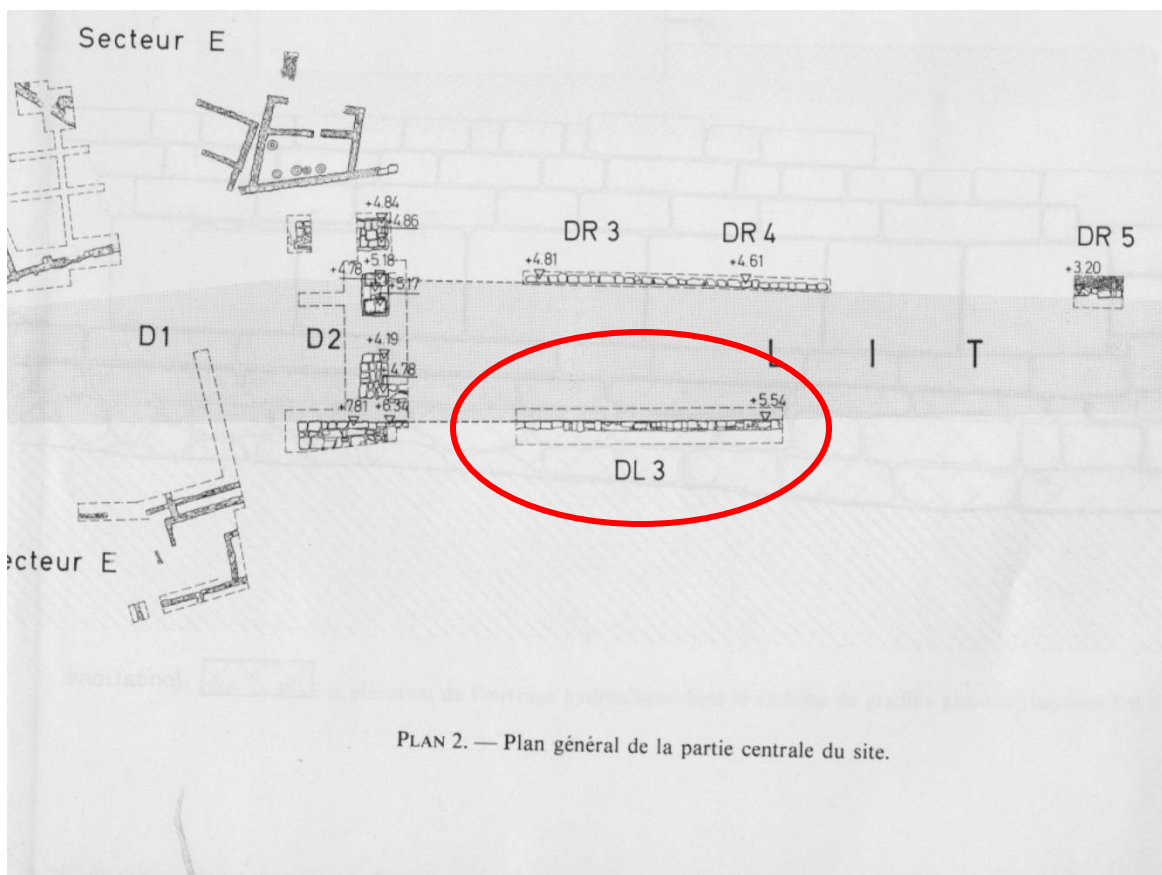 Secteur E
+4.84
+4.86
DR 3
DR 4
DR 5
+5.18
+4.78
+4.81
+4.61
+3.20
+5.17
D1
D2
L I T
+4.19
4.78
+7.81
+6.34
+5.54
DL 3
ecteur E
fondations
PLAN 2. — Plan général de la partie centrale du site.